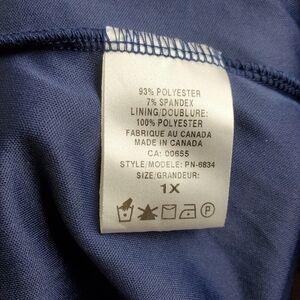 93% POLYESTER
7% SPANDEX
LINING/DOUBLURE:
100% POLYESTER
FABRIQUE AU CANADA
MADE IN CANADA
CA: 00655
STYLE/MODELE: PN-6834
SIZE/GRANDEUR:
1X
P